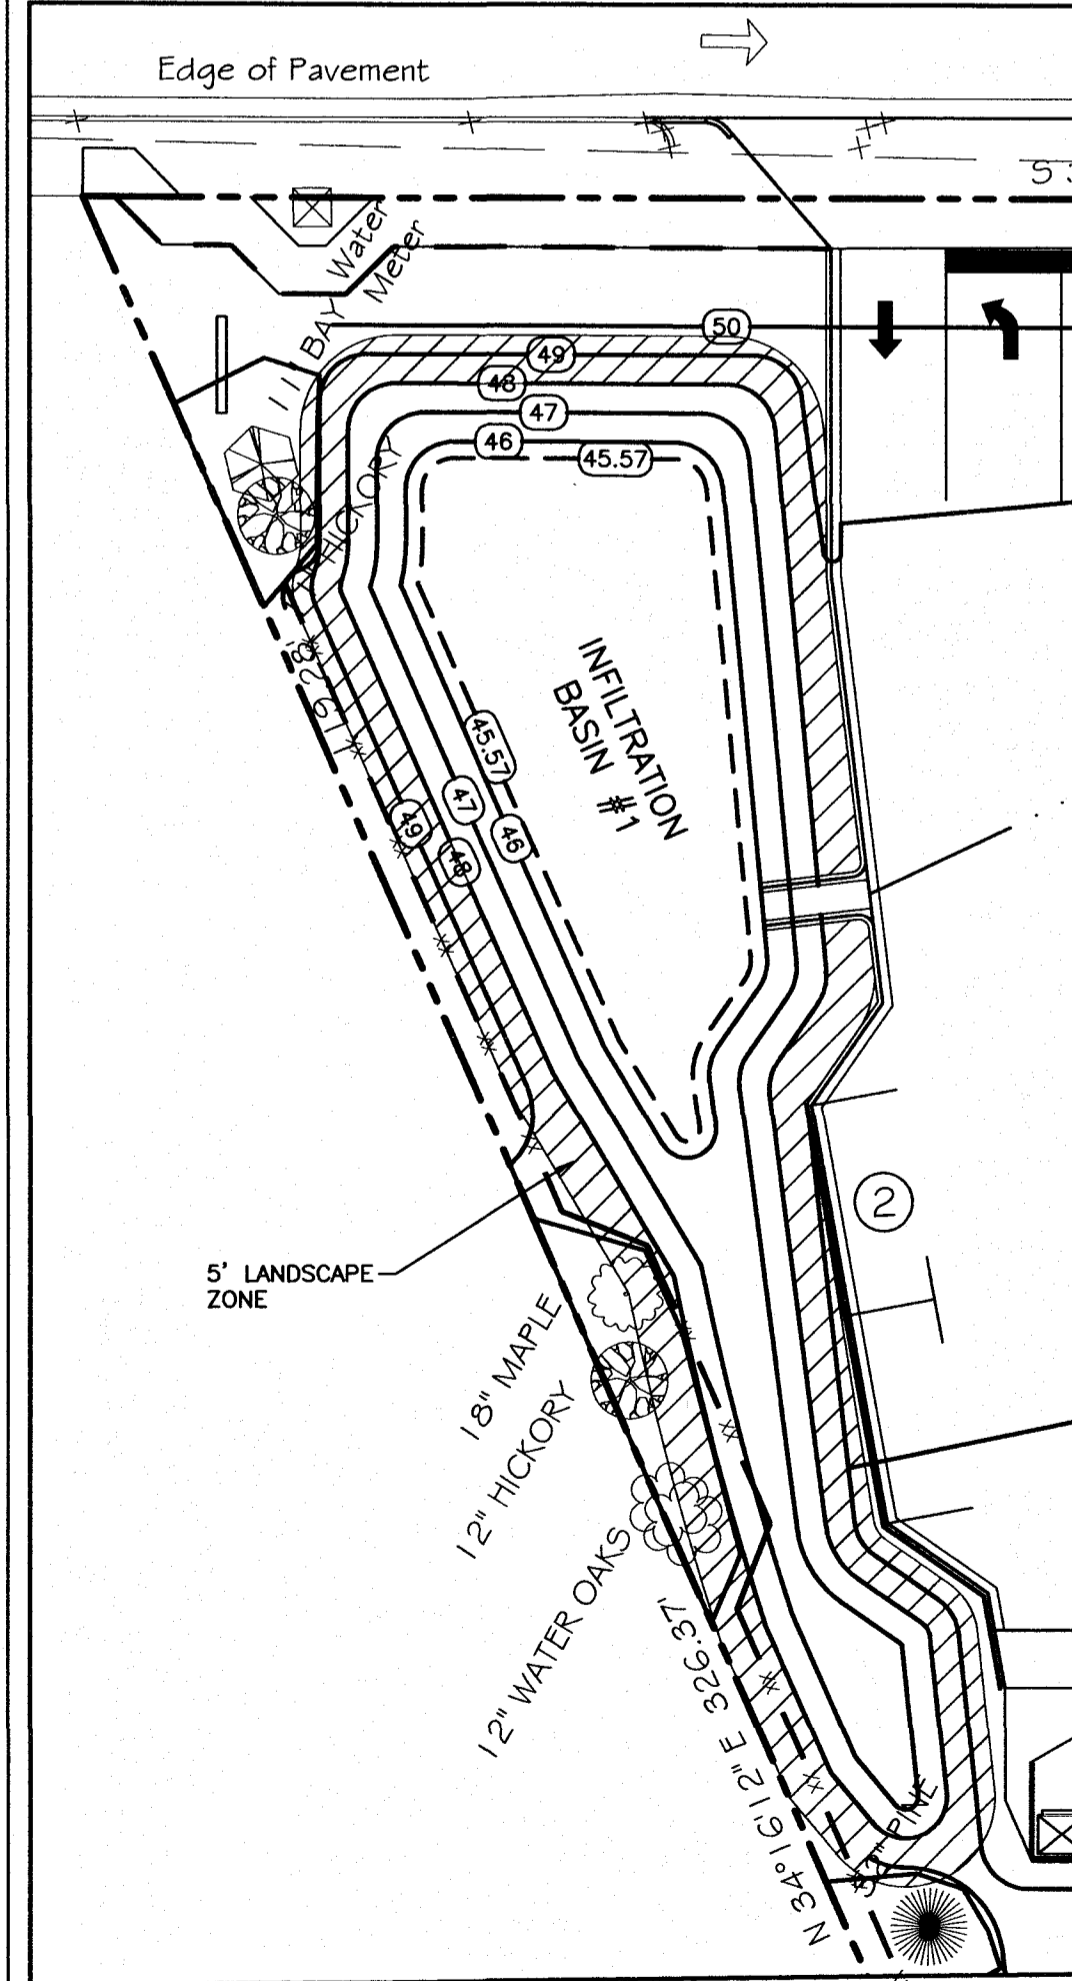 Edge of Pavement
S
Water
Meter
11" BAY
50
49
48
47
46
45.57
HICKORY
119.28'
INFILTRATION
BASIN #1
45.57
47
46
49
48
2
5' LANDSCAPE
ZONE
18" MAPLE
12" HICKORY
12" WATER OAKS
N 34°16'12" E 326.37'
PINE